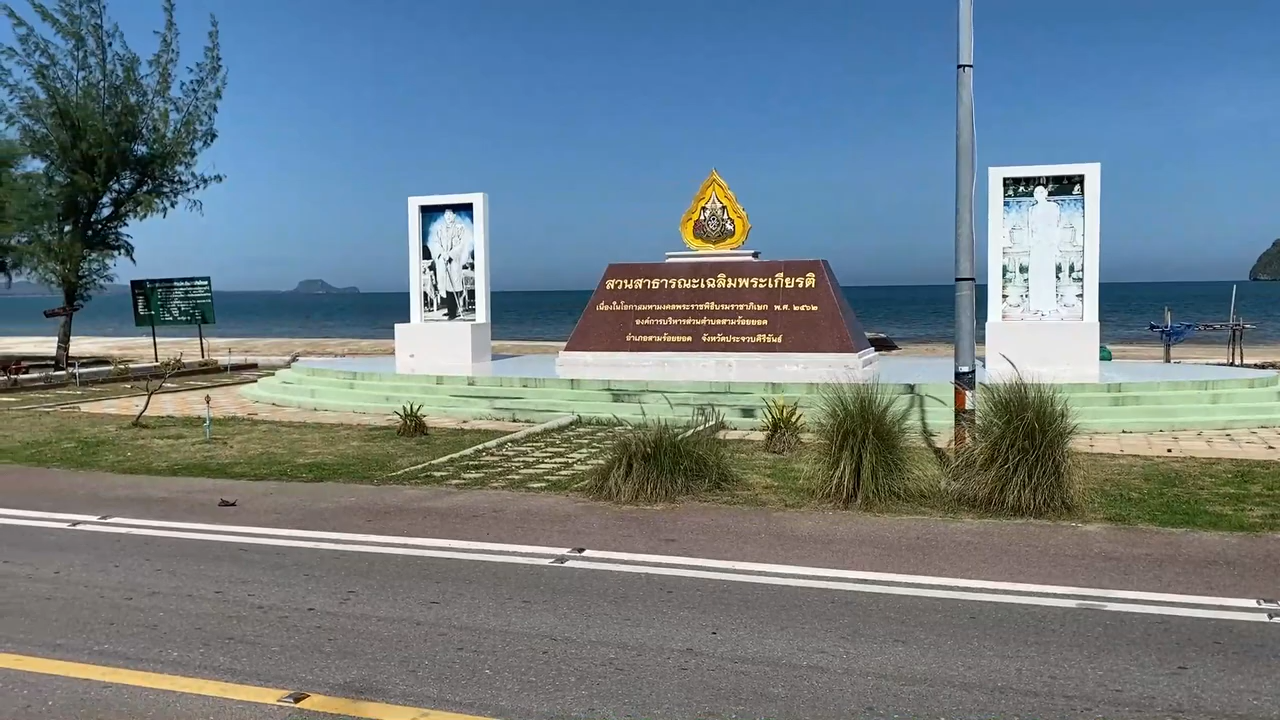 สวนสาธารณะเฉลิมพระเกียรติ
เนื่องในโอกาสมหามงคลพระราชพิธีบรมราชาภิเษก พ.ศ. ๒๕๖๒
องค์การบริหารส่วนตำบลสามร้อยยอด
อำเภอสามร้อยยอด จังหวัดประจวบคีรีขันธ์